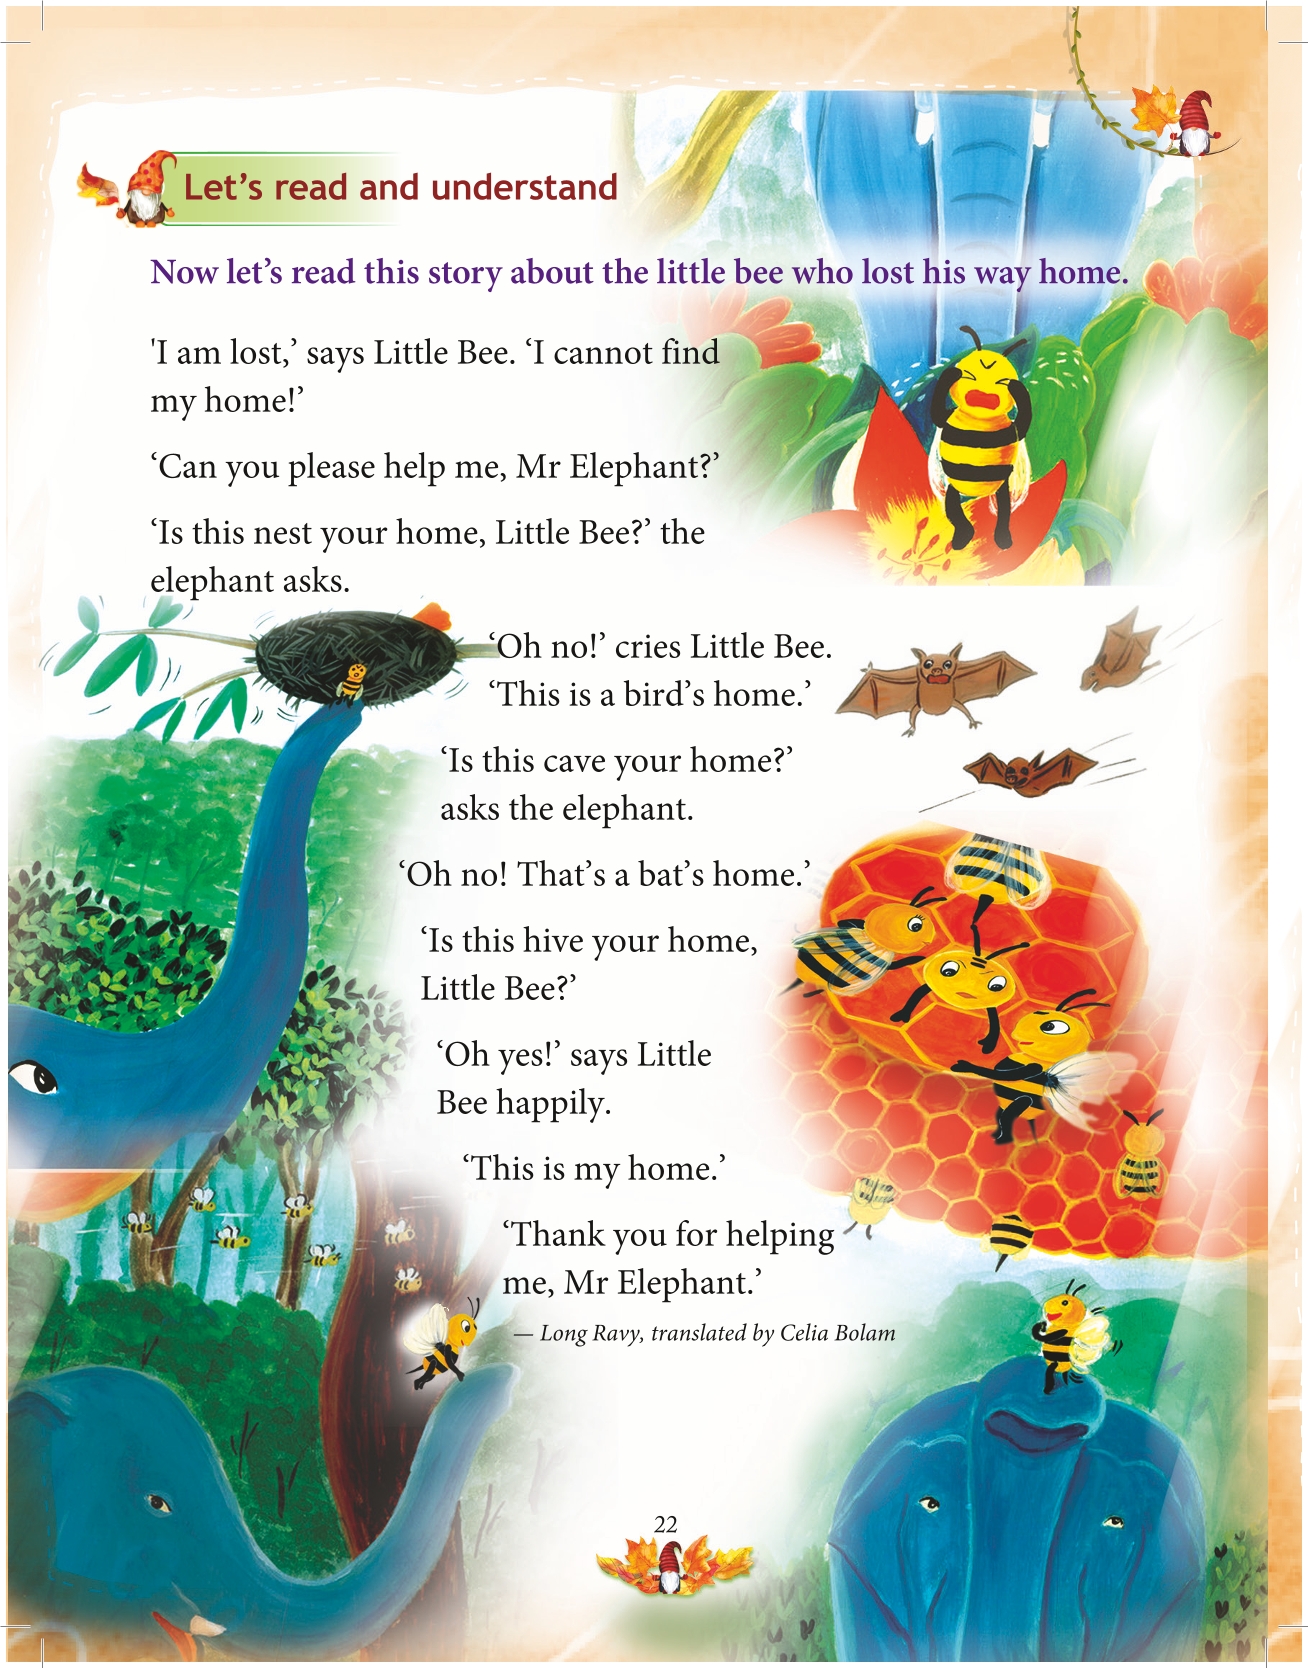 Let's read and understand
Now let's read this story about the little bee who lost his way home.
'I am lost,’ says Little Bee. ‘I cannot find
my home!’
‘Can you please help me, Mr Elephant?’
‘Is this nest your home, Little Bee?’ the
elephant asks.
‘Oh no!’ cries Little Bee.
‘This is a bird’s home.’
‘Is this cave your home?’
asks the elephant.
‘Oh no! That’s a bat’s home.’
‘Is this hive your home,
Little Bee?’
‘Oh yes!’ says Little
Bee happily.
‘This is my home.’
‘Thank you for helping
me, Mr Elephant.’
— Long Ravy, translated by Celia Bolam
22